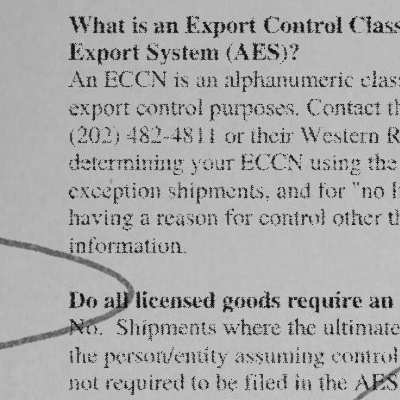 What is an Export Control Class
Export System (AES)?
An ECCN is an alphanumeric clas
export control purposes. Contact th
(202) 482-4811 or their Western R
determining your ECCN using the
exception shipments, and for "no li
having a reason for control other th
information.
Do all licensed goods require an
No. Shipments where the ultimate
the person/entity assuming control
not required to be filed in the AES